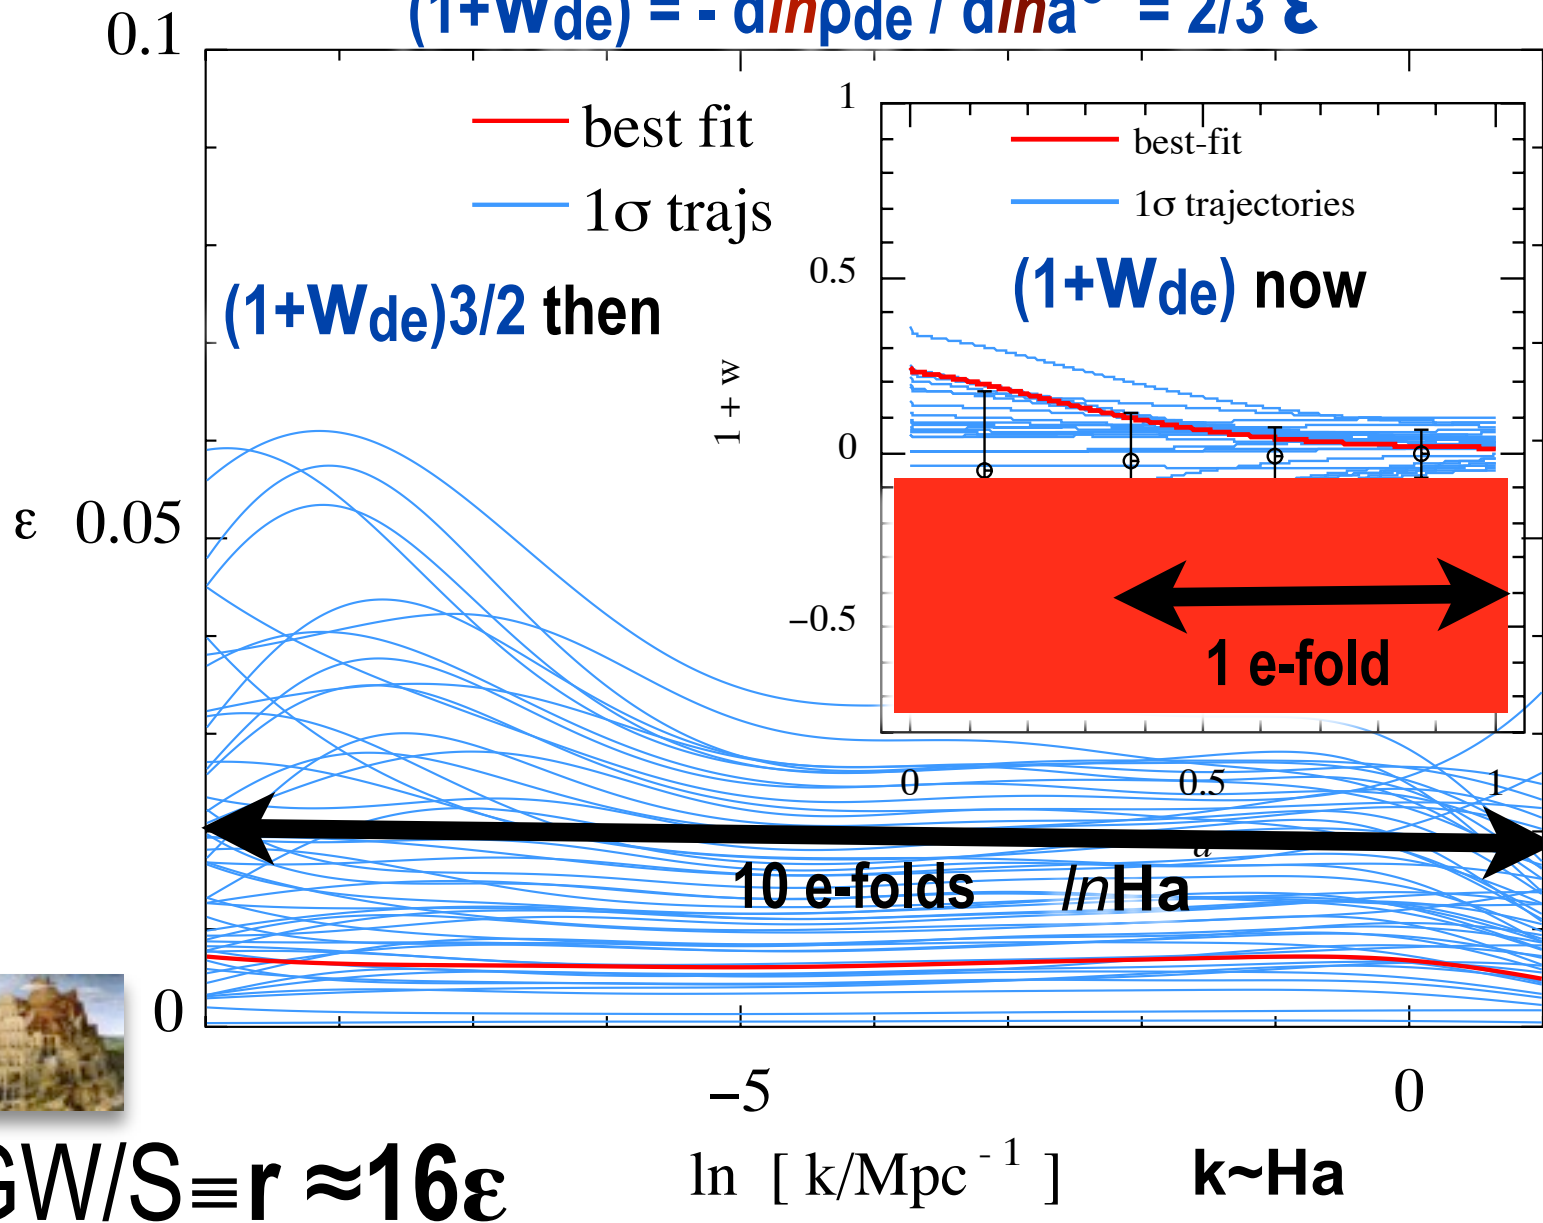 (1+wde) = - dlnρde / dlna = 2/3 ε
0.1
best fit
1σ trajs
(1+wde)3/2 then
1
best-fit
1σ trajectories
0.5
(1+wde) now
1 + w
0
ε 0.05
−0.5
1 e-fold
0 0.5 1
a
10 e-folds lnHa
0
−5 0
GW/S≡r ≈16ε
ln [ k/Mpc -1 ] k~Ha